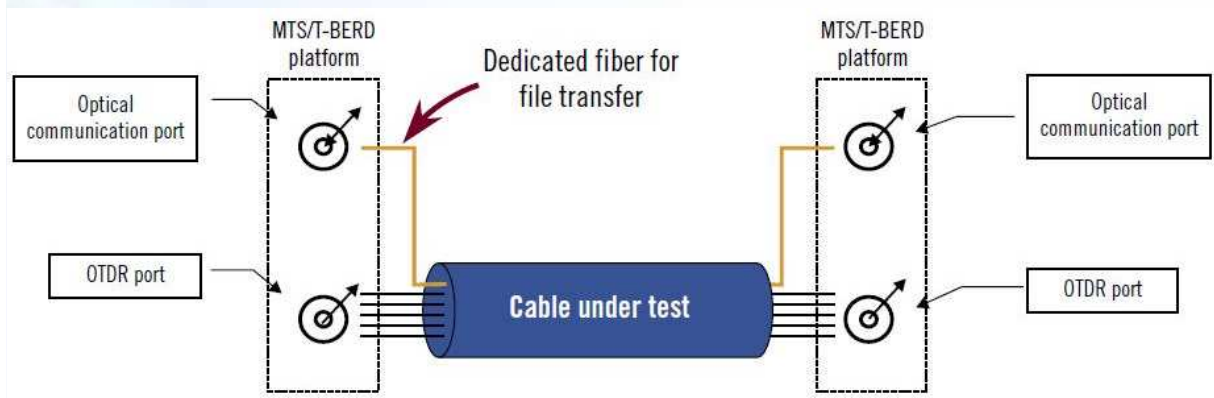 MTS/T-BERD
platform
MTS/T-BERD
platform
Dedicated fiber for
file transfer
Optical
communication port
Optical
communication port
OTDR port
Cable under test
OTDR port